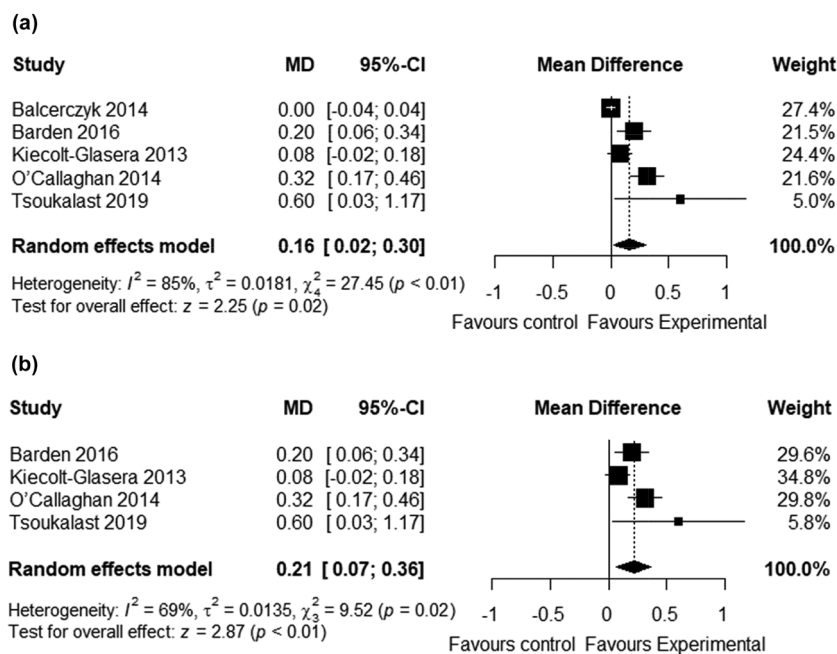 (a)
Study MD 95%-CI Mean Difference Weight
Balcerczyk 2014 0.00 [-0.04; 0.04] 27.4%
Barden 2016 0.20 [ 0.06; 0.34] 21.5%
Kiecolt-Glasera 2013 0.08 [-0.02; 0.18] 24.4%
O'Callaghan 2014 0.32 [ 0.17; 0.46] 21.6%
Tsoukalast 2019 0.60 [ 0.03; 1.17] 5.0%
Random effects model 0.16 [ 0.02; 0.30] 100.0%
Heterogeneity: I² = 85%, τ² = 0.0181, χ²₄ = 27.45 (p < 0.01)
Test for overall effect: z = 2.25 (p = 0.02)
-1 -0.5 0 0.5 1
Favours control Favours Experimental
(b)
Study MD 95%-CI Mean Difference Weight
Barden 2016 0.20 [ 0.06; 0.34] 29.6%
Kiecolt-Glasera 2013 0.08 [-0.02; 0.18] 34.8%
O'Callaghan 2014 0.32 [ 0.17; 0.46] 29.8%
Tsoukalast 2019 0.60 [ 0.03; 1.17] 5.8%
Random effects model 0.21 [ 0.07; 0.36] 100.0%
Heterogeneity: I² = 69%, τ² = 0.0135, χ²₃ = 9.52 (p = 0.02)
Test for overall effect: z = 2.87 (p < 0.01)
-1 -0.5 0 0.5 1
Favours control Favours Experimental